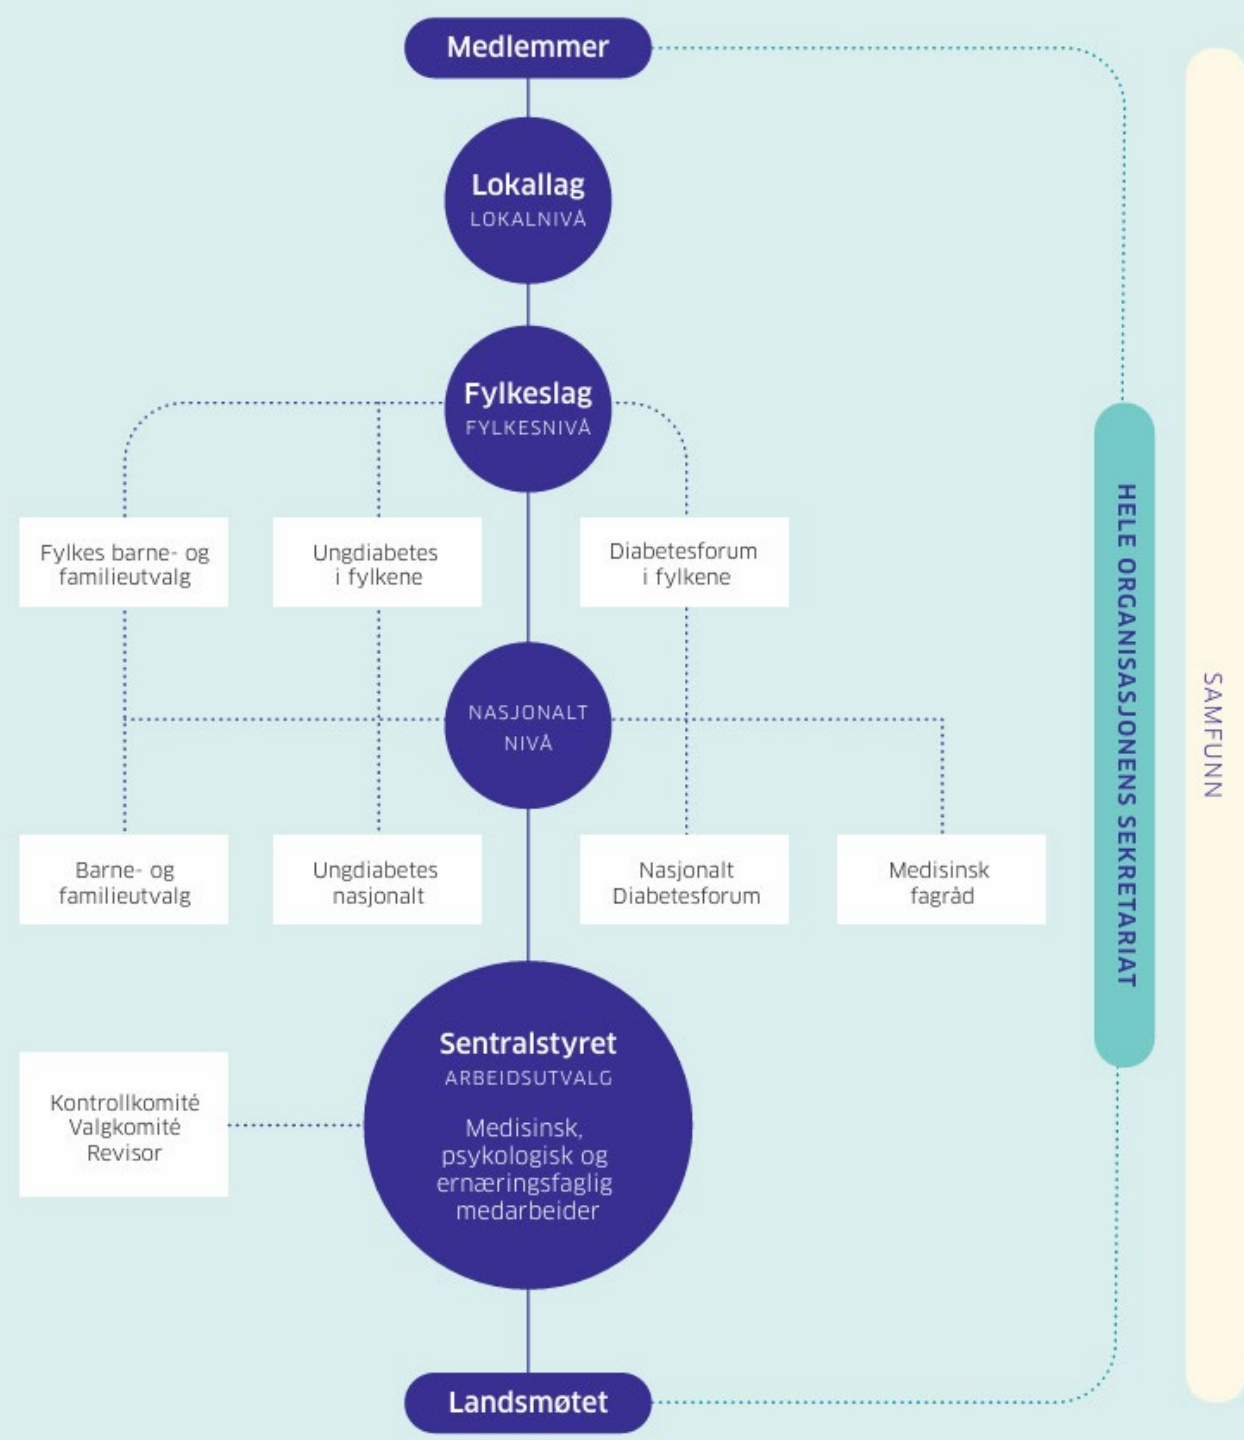 Medlemmer
Lokallag
LOKALNIVÅ
Fylkeslag
FYLKESNIVÅ
Fylkes barne- og
familieutvalg
Ungdiabetes
i fylkene
Diabetesforum
i fylkene
NASJONALT
NIVÅ
Barne- og
familieutvalg
Ungdiabetes
nasjonalt
Nasjonalt
Diabetesforum
Medisinsk
fagråd
Sentralstyret
ARBEIDSUTVALG
Medisinsk,
psykologisk og
ernæringsfaglig
medarbeider
Kontrollkomité
Valgkomité
Revisor
Landsmøtet
HELE ORGANISASJONENS SEKRETARIAT
SAMFUNN